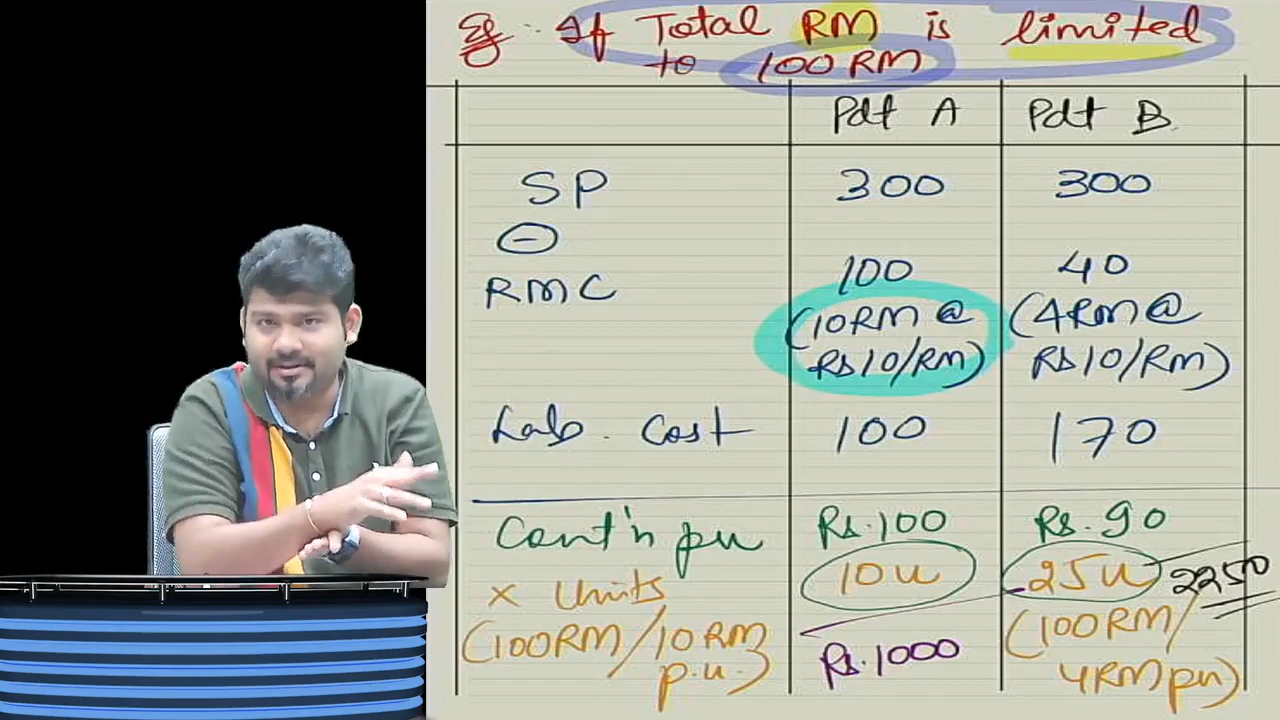 Eg :- If Total RM is limited
to 100 RM
Pdt A Pdt B
SP 300 300
⊖
RMC 100 40
(10RM @ (4RM @
Rs10/RM) Rs10/RM)
Lab. Cost 100 170
Cont'n pu Rs.100 Rs.90
x Units 10u 25u 2250
(100RM/10RM (100RM/
p.u.) Rs.1000 4RM pu)